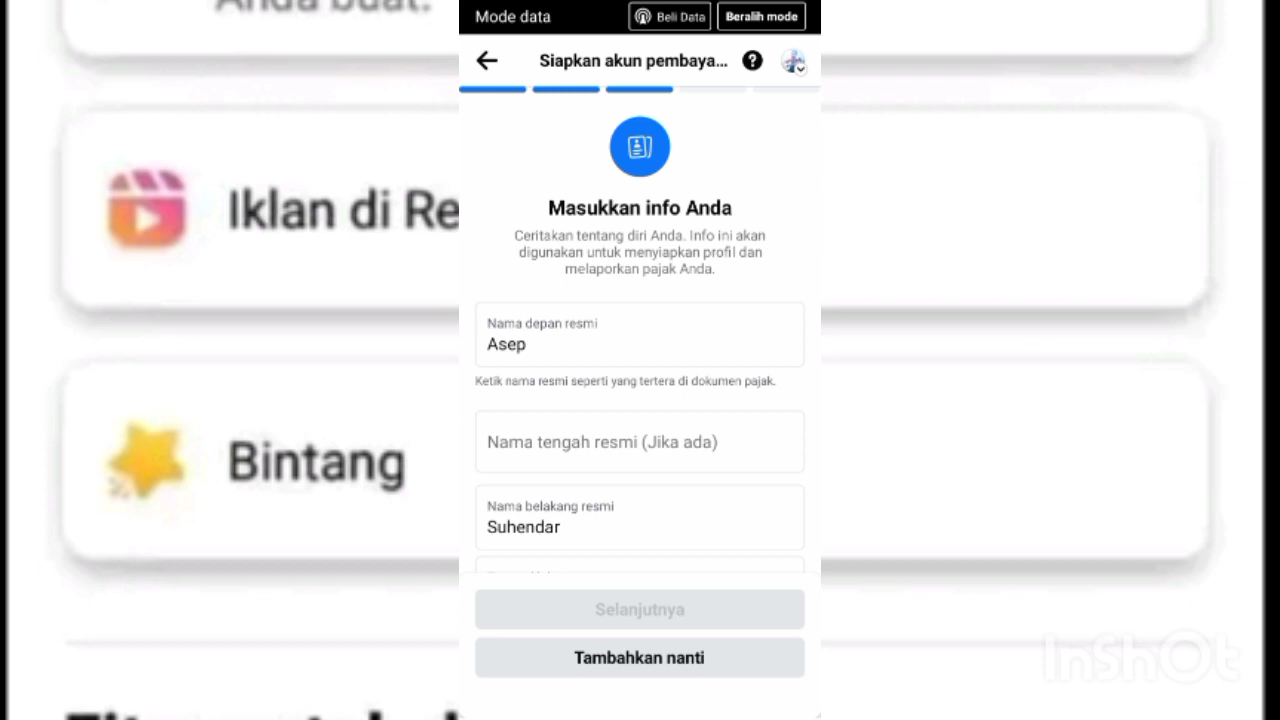 Anda buat.
Mode data
Beli Data
Beralih mode
Siapkan akun pembaya...
Iklan di Re
Masukkan info Anda
Ceritakan tentang diri Anda. Info ini akan
digunakan untuk menyiapkan profil dan
melaporkan pajak Anda.
Nama depan resmi
Asep
Ketik nama resmi seperti yang tertera di dokumen pajak.
Nama tengah resmi (Jika ada)
Bintang
Nama belakang resmi
Suhendar
Selanjutnya
Tambahkan nanti
InShOt